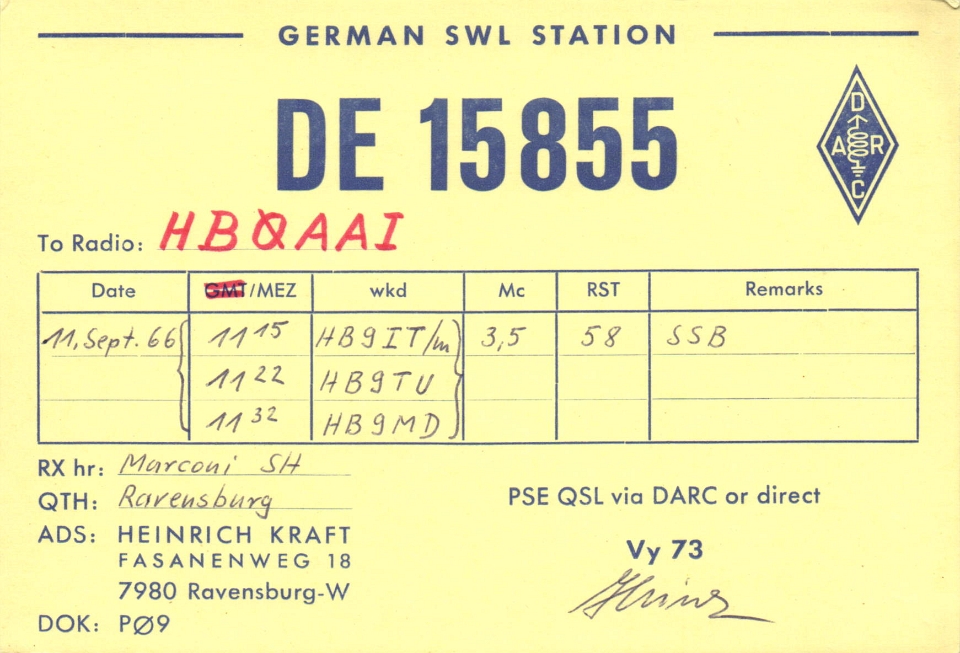 GERMAN SWL STATION
DE 15855
D
A R
C
To Radio: HBØAAI
Date GMT/MEZ wkd Mc RST Remarks
11. Sept. 66 11 15 HB9IT/m 3,5 58 SSB
11 22 HB9TU
11 32 HB9MD
RX hr: Marconi SH
QTH: Ravensburg
PSE QSL via DARC or direct
ADS: HEINRICH KRAFT
FASANENWEG 18
Vy 73
7980 Ravensburg-W
Heinz
DOK: PØ9